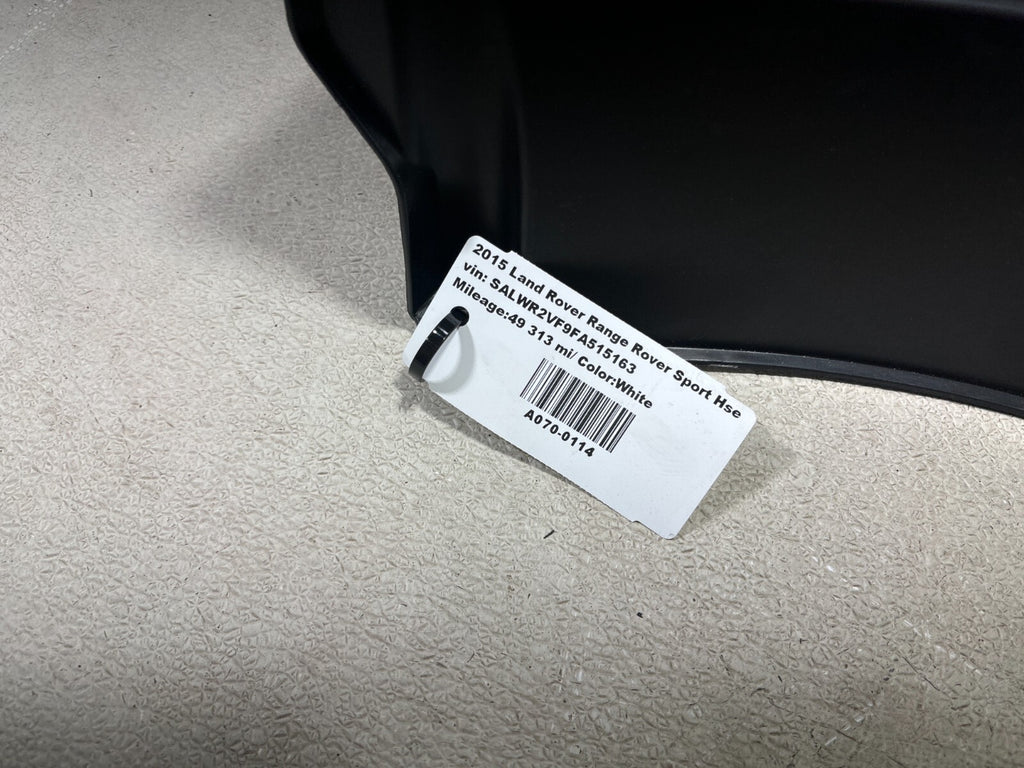 2015 Land Rover Range Rover Sport Hse
vin: SALWR2VF9FA515163
Mileage:49 313 mi/ Color:White
A070-0114